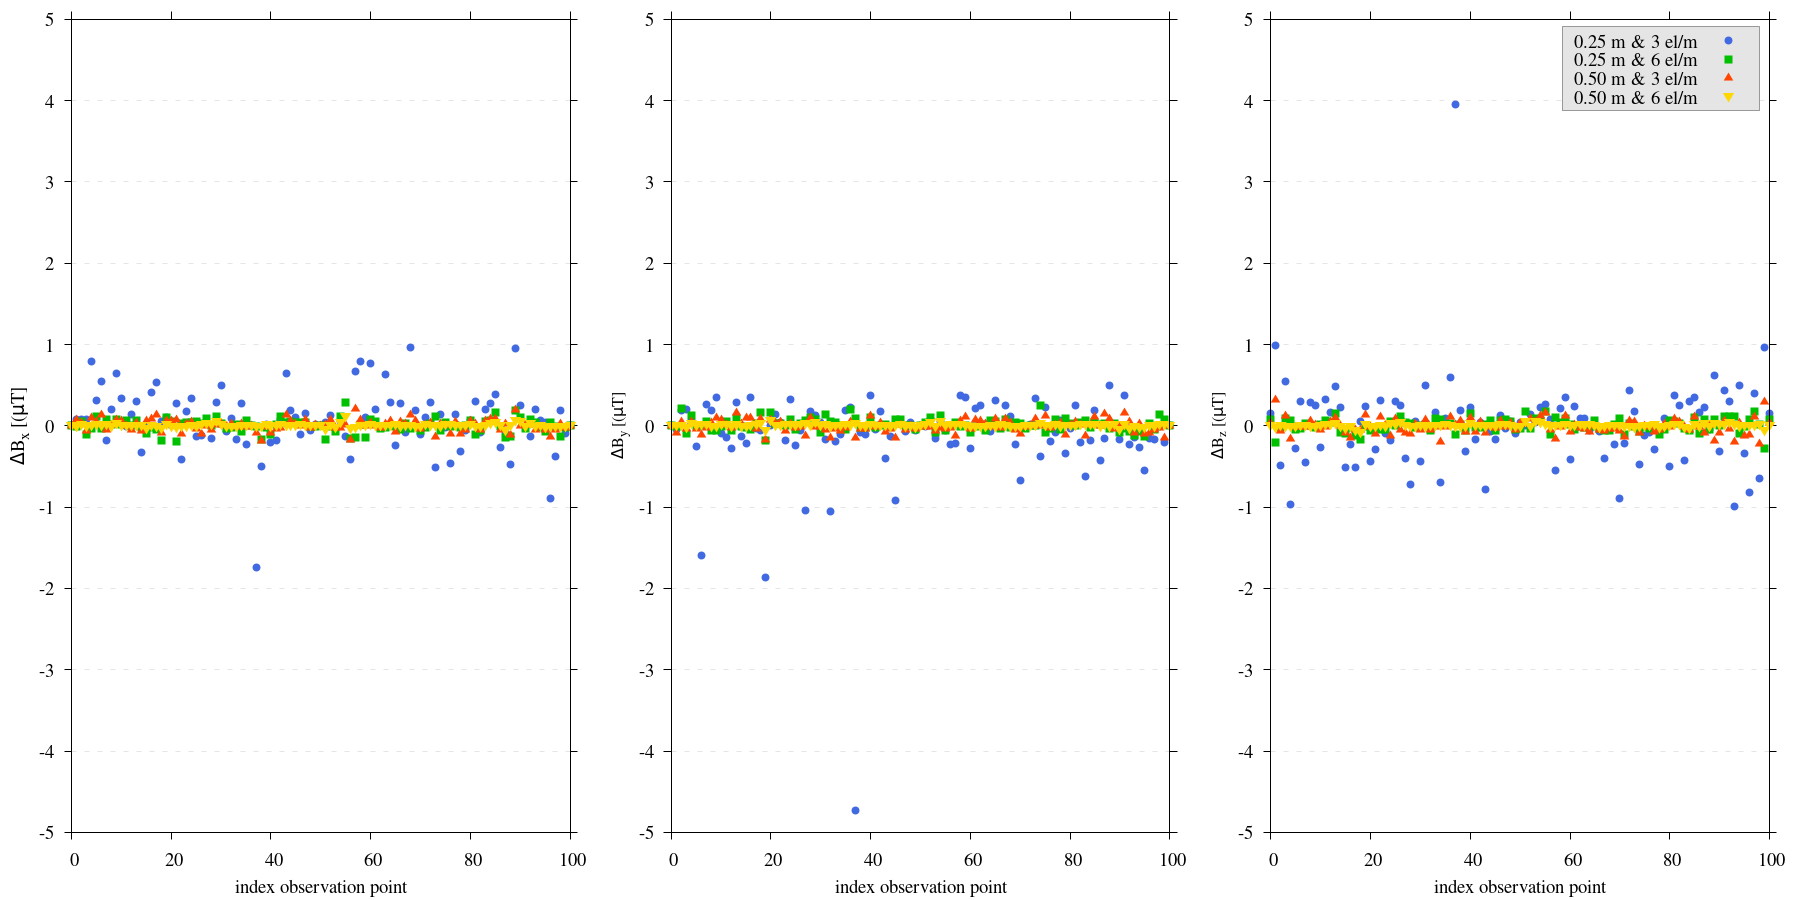 5
4
3
2
1
0
-1
-2
-3
-4
-5
0 20 40 60 80 100
index observation point
ΔBx [(μT]
5
4
3
2
1
0
-1
-2
-3
-4
-5
0 20 40 60 80 100
index observation point
ΔBy [(μT]
5
4
3
2
1
0
-1
-2
-3
-4
-5
0 20 40 60 80 100
index observation point
ΔBz [(μT]
0.25 m & 3 el/m
0.25 m & 6 el/m
0.50 m & 3 el/m
0.50 m & 6 el/m